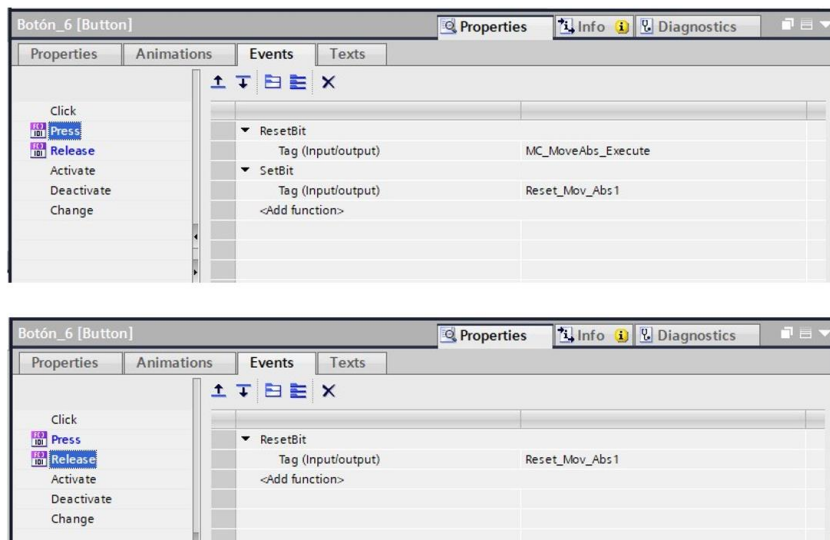 Botón_6 [Button] Properties Info Diagnostics
Properties Animations Events Texts
Click
Press ResetBit
Release Tag (Input/output) MC_MoveAbs_Execute
Activate SetBit
Deactivate Tag (Input/output) Reset_Mov_Abs1
Change <Add function>
Botón_6 [Button] Properties Info Diagnostics
Properties Animations Events Texts
Click
Press ResetBit
Release Tag (Input/output) Reset_Mov_Abs1
Activate <Add function>
Deactivate
Change